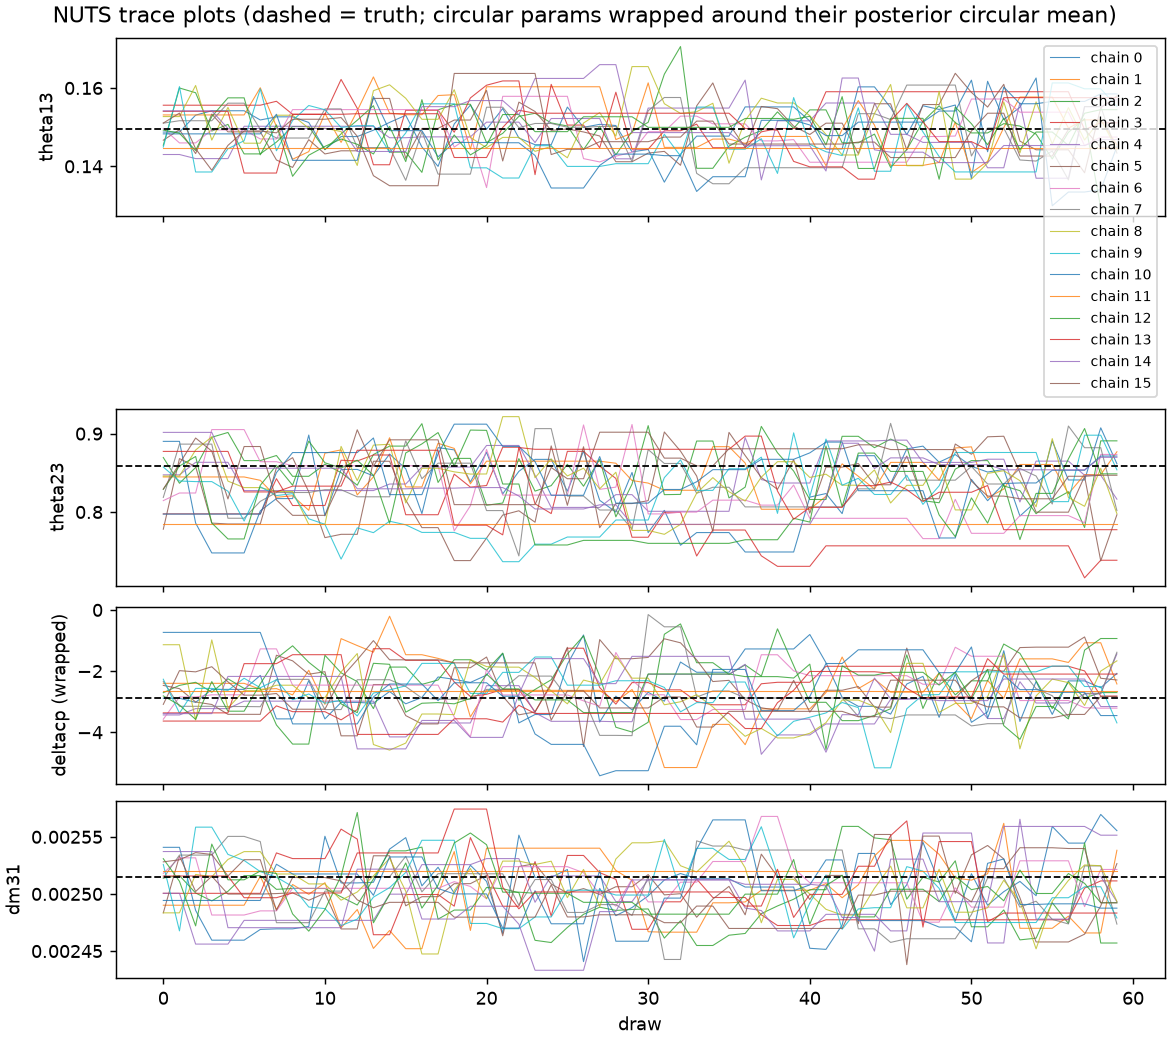 NUTS trace plots (dashed = truth; circular params wrapped around their posterior circular mean)
theta13
0.16
0.14
chain 0
chain 1
chain 2
chain 3
chain 4
chain 5
chain 6
chain 7
chain 8
chain 9
chain 10
chain 11
chain 12
chain 13
chain 14
chain 15
theta23
0.9
0.8
deltacp (wrapped)
0
−2
−4
dm31
0.00255
0.00250
0.00245
0
10
20
30
40
50
60
draw